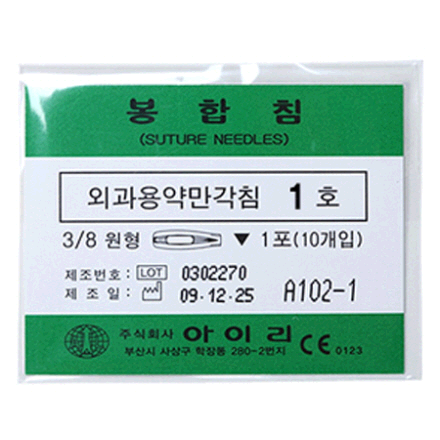 봉합침
(SUTURE NEEDLES)
외과용약만각침 1 호
3/8 원형 ▼ 1포(10개입)
제조번호 : LOT 0302270
제 조 일 : 09.12.25 A102-1
주식회사 아이리 CE 0123
부산시 사상구 학장동 280-2번지